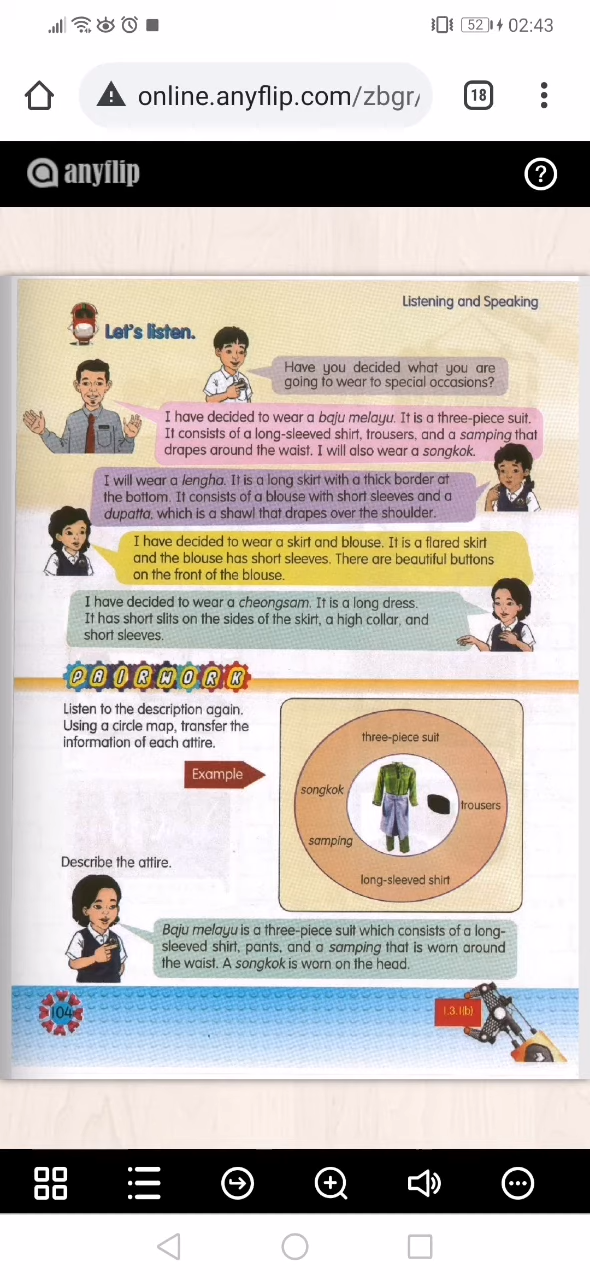 52 02:43
online.anyflip.com/zbgr/
18
anyflip
?
Listening and Speaking
Let's listen.
Have you decided what you are
going to wear to special occasions?
I have decided to wear a baju melayu. It is a three-piece suit.
It consists of a long-sleeved shirt, trousers, and a samping that
drapes around the waist. I will also wear a songkok.
I will wear a lengha. It is a long skirt with a thick border at
the bottom. It consists of a blouse with short sleeves and a
dupatta, which is a shawl that drapes over the shoulder.
I have decided to wear a skirt and blouse. It is a flared skirt
and the blouse has short sleeves. There are beautiful buttons
on the front of the blouse.
I have decided to wear a cheongsam. It is a long dress.
It has short slits on the sides of the skirt, a high collar, and
short sleeves.
PAIRWORK
Listen to the description again.
Using a circle map, transfer the
information of each attire.
Example
three-piece suit
songkok
trousers
samping
long-sleeved shirt
Describe the attire.
Baju melayu is a three-piece suit which consists of a long-
sleeved shirt, pants, and a samping that is worn around
the waist. A songkok is worn on the head.
104
1.3.1(b)